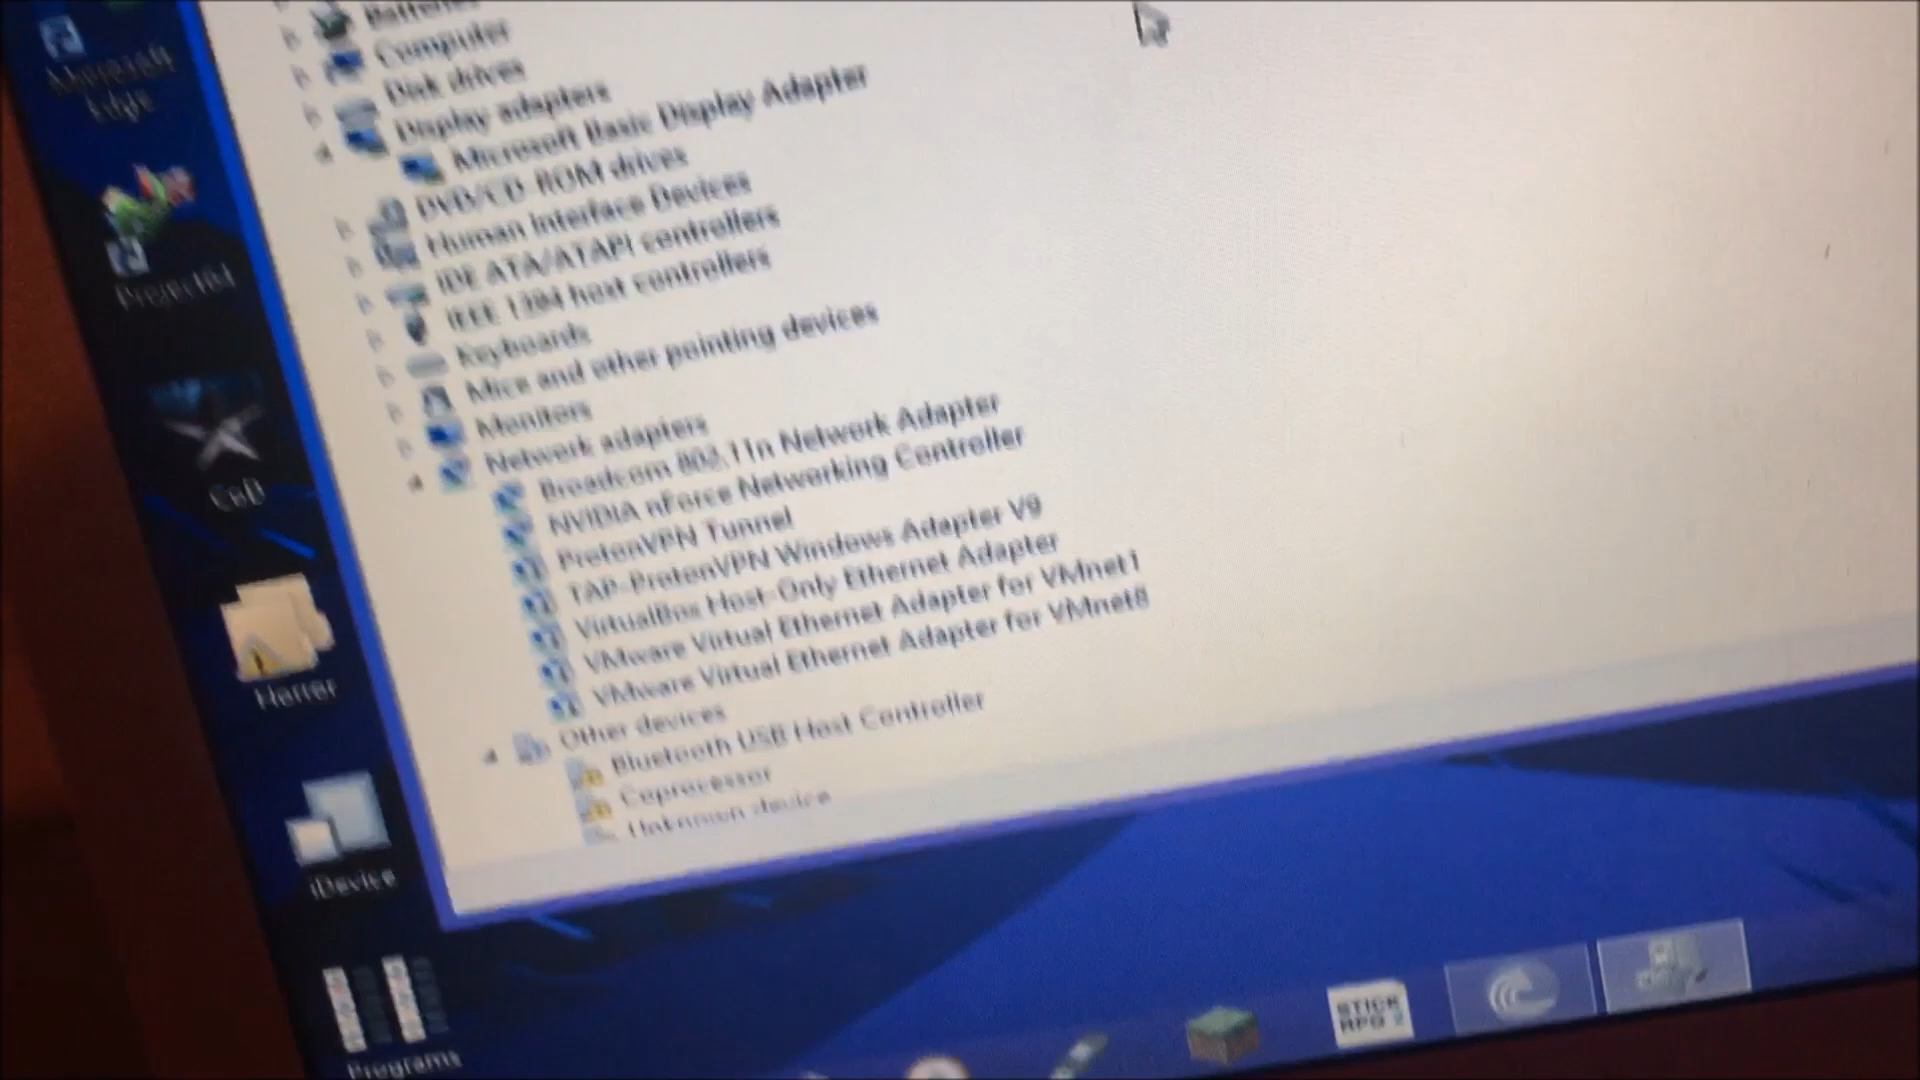 Batteries
Computer
Disk drives
Display adapters
Microsoft Basic Display Adapter
DVD/CD-ROM drives
Human Interface Devices
IDE ATA/ATAPI controllers
IEEE 1394 host controllers
Keyboards
Mice and other pointing devices
Monitors
Network adapters
Broadcom 802.11n Network Adapter
NVIDIA nForce Networking Controller
ProtonVPN Tunnel
TAP-ProtonVPN Windows Adapter V9
VirtualBox Host-Only Ethernet Adapter
VMware Virtual Ethernet Adapter for VMnet1
VMware Virtual Ethernet Adapter for VMnet8
Other devices
Bluetooth USB Host Controller
Coprocessor
Unknown device
Microsoft
Edge
Project64
CoD
Horror
iDevice
Programs
STICK
RPG 2